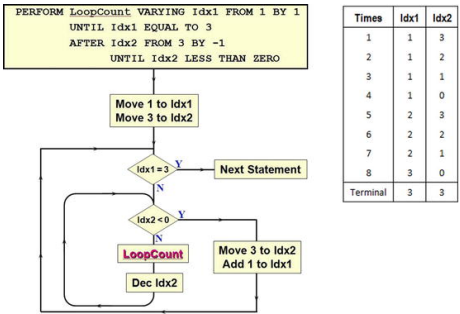 PERFORM LoopCount VARYING Idx1 FROM 1 BY 1
UNTIL Idx1 EQUAL TO 3
AFTER Idx2 FROM 3 BY -1
UNTIL Idx2 LESS THAN ZERO
Move 1 to Idx1
Move 3 to Idx2
Idx1 = 3
Y
Next Statement
N
Idx2 < 0
Y
N
LoopCount
Dec Idx2
Move 3 to Idx2
Add 1 to Idx1
Times Idx1 Idx2
1 1 3
2 1 2
3 1 1
4 1 0
5 2 3
6 2 2
7 2 1
8 3 0
Terminal 3 3